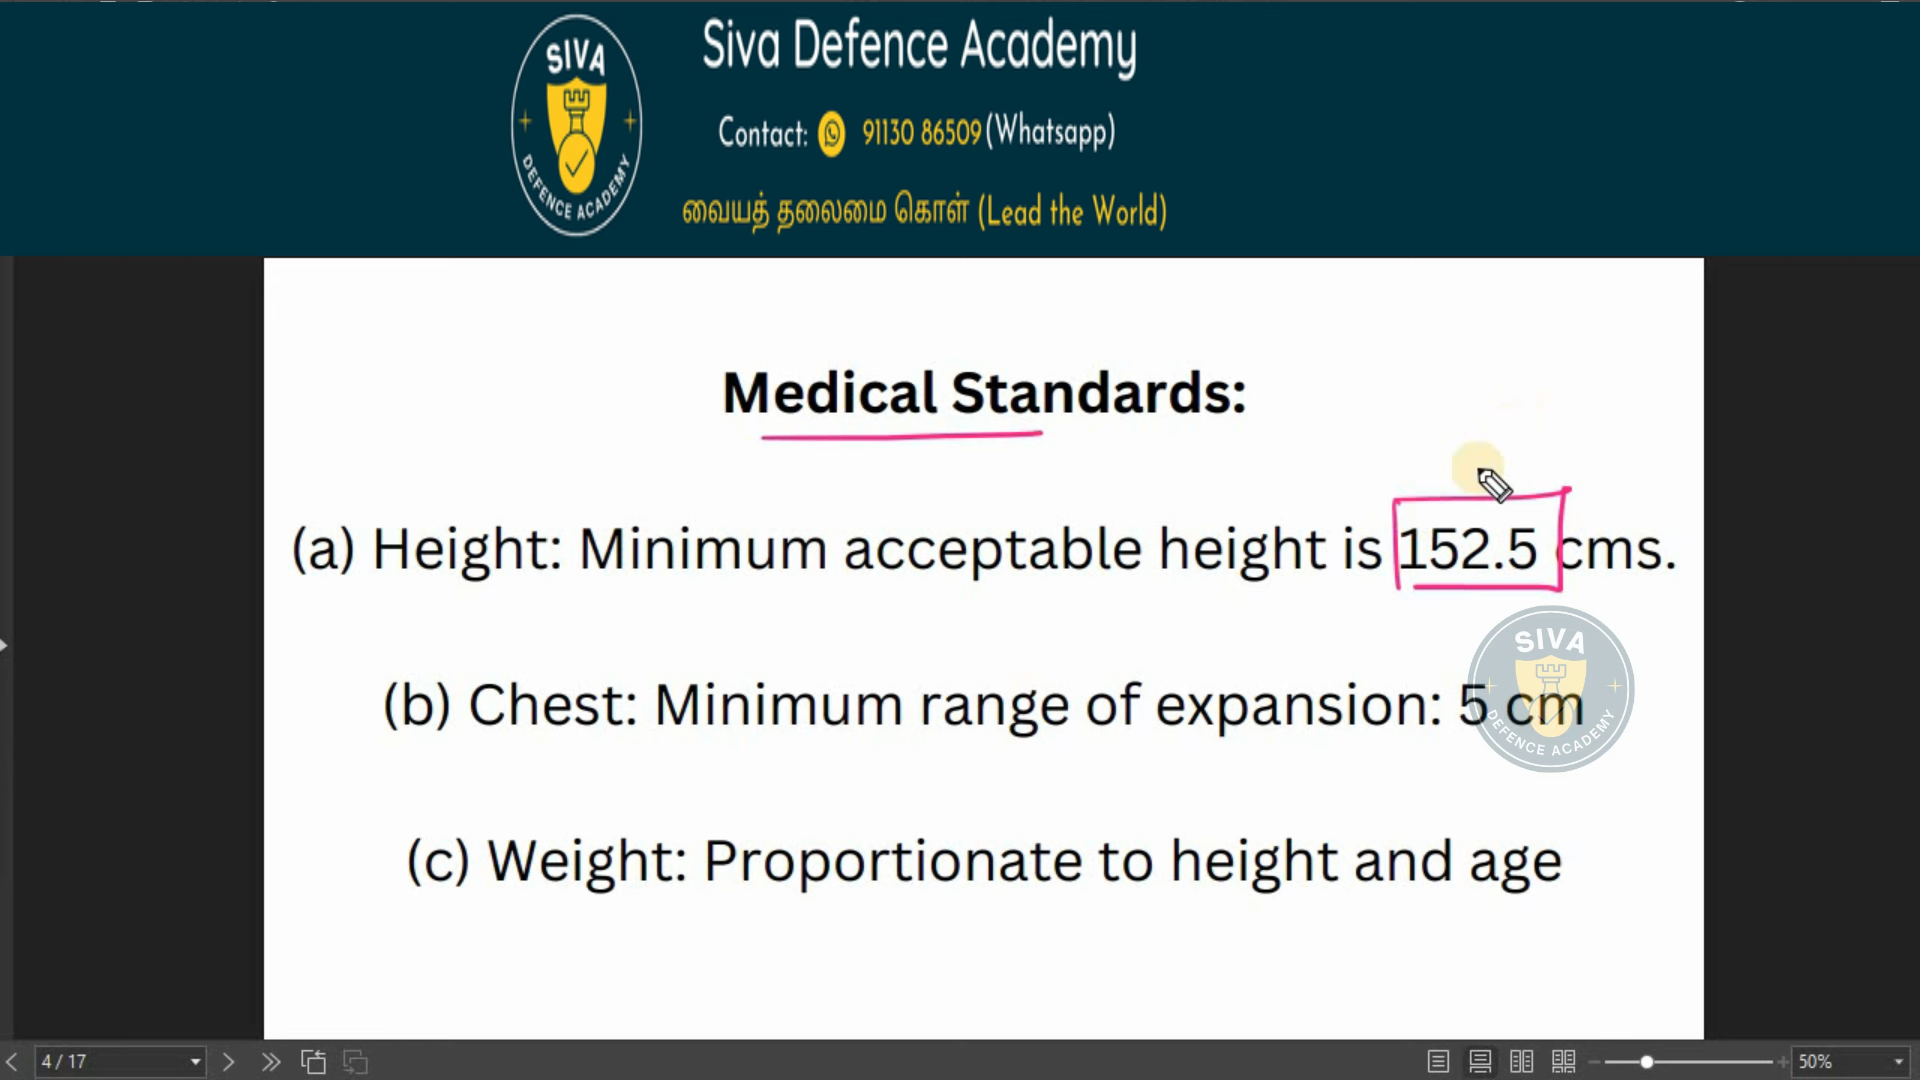 SIVA
DEFENCE ACADEMY
Siva Defence Academy
Contact: 91130 86509 (Whatsapp)
வையத் தலைமை கொள் (Lead the World)
Medical Standards:
(a) Height: Minimum acceptable height is 152.5 cms.
(b) Chest: Minimum range of expansion: 5 cm
SIVA
DEFENCE ACADEMY
(c) Weight: Proportionate to height and age
4 / 17
50%